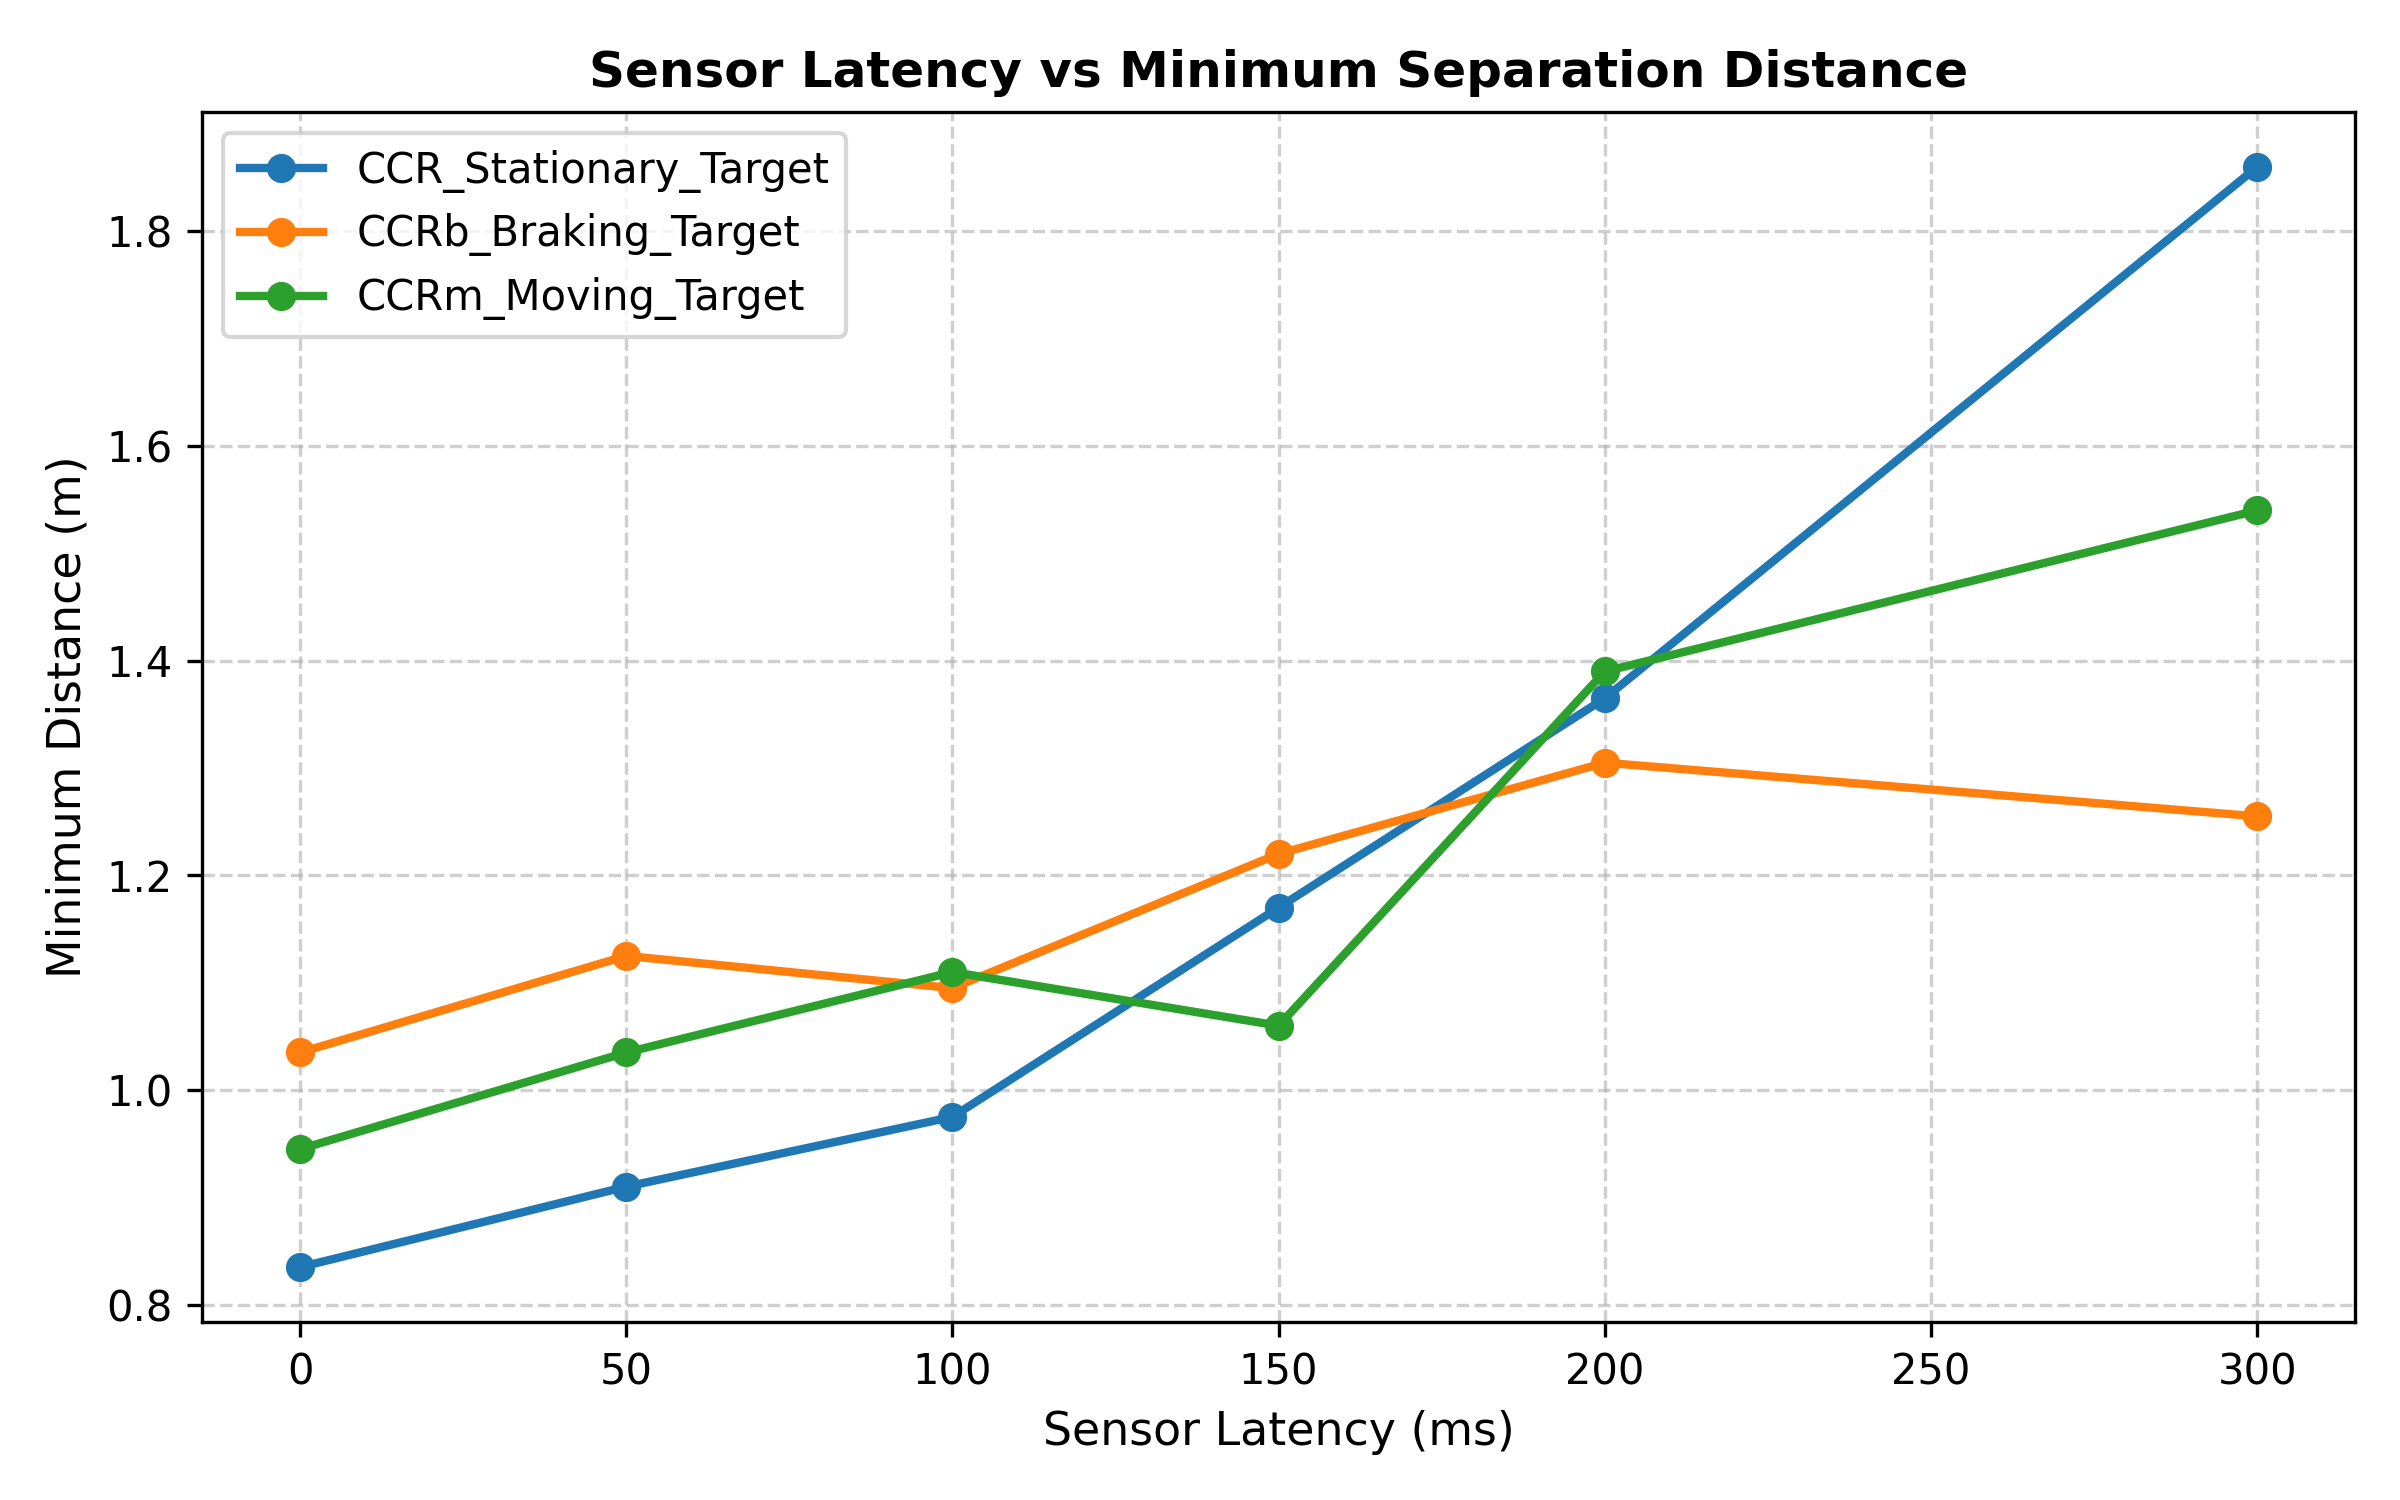 Sensor Latency vs Minimum Separation Distance
CCR_Stationary_Target
CCRb_Braking_Target
CCRm_Moving_Target
Minimum Distance (m)
1.8
1.6
1.4
1.2
1.0
0.8
0 50 100 150 200 250 300
Sensor Latency (ms)